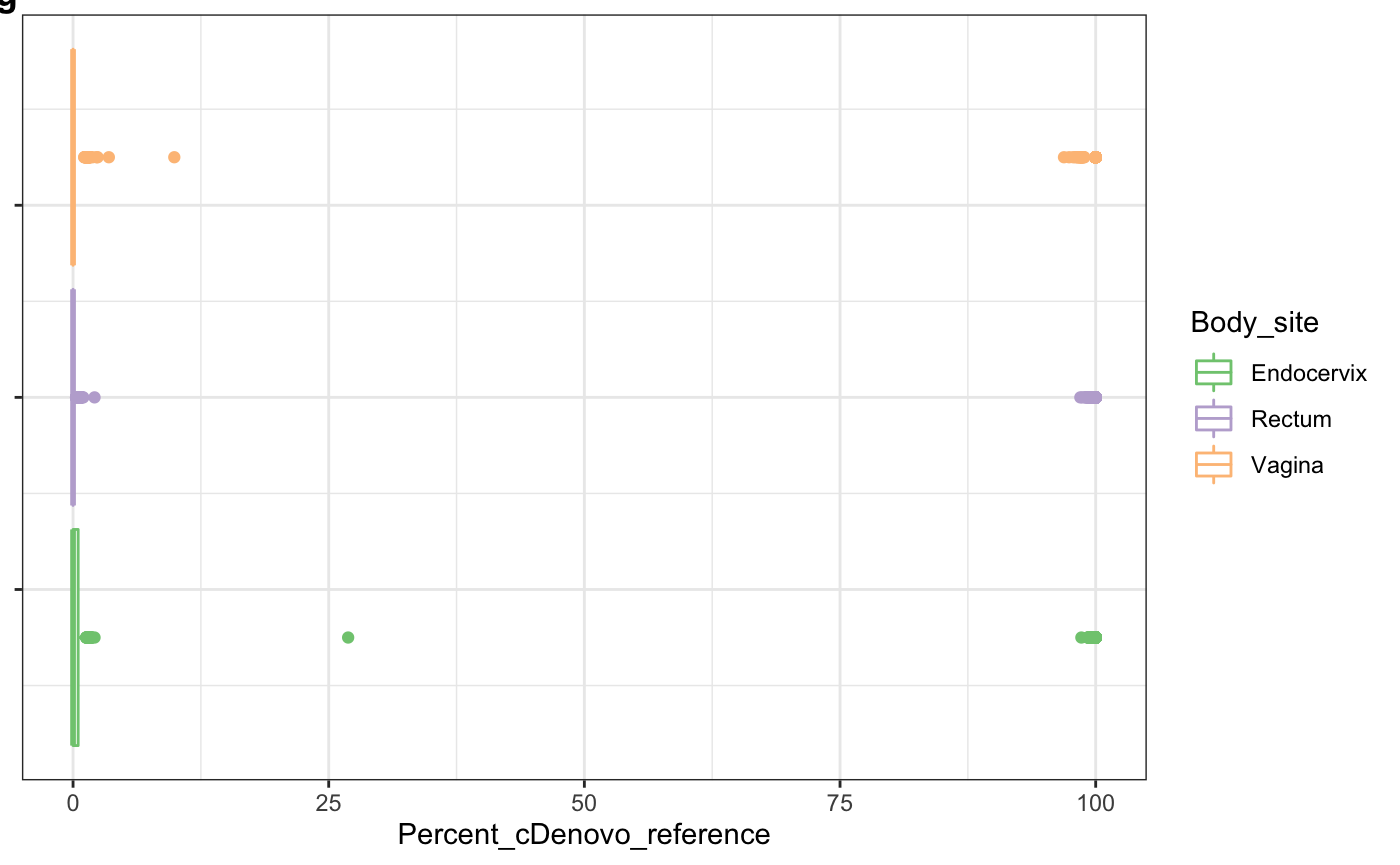 g
Body_site
Endocervix
Rectum
Vagina
0 25 50 75 100
Percent_cDenovo_reference